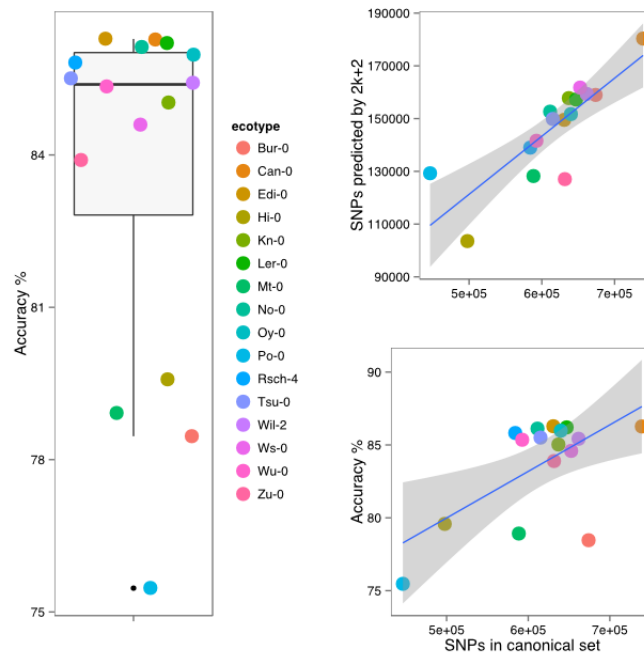 Accuracy %
84
81
78
75
ecotype
Bur-0
Can-0
Edi-0
Hi-0
Kn-0
Ler-0
Mt-0
No-0
Oy-0
Po-0
Rsch-4
Tsu-0
Wil-2
Ws-0
Wu-0
Zu-0
SNPs predicted by 2k+2
190000
170000
150000
130000
110000
90000
5e+05 6e+05 7e+05
Accuracy %
90
85
80
75
5e+05 6e+05 7e+05
SNPs in canonical set